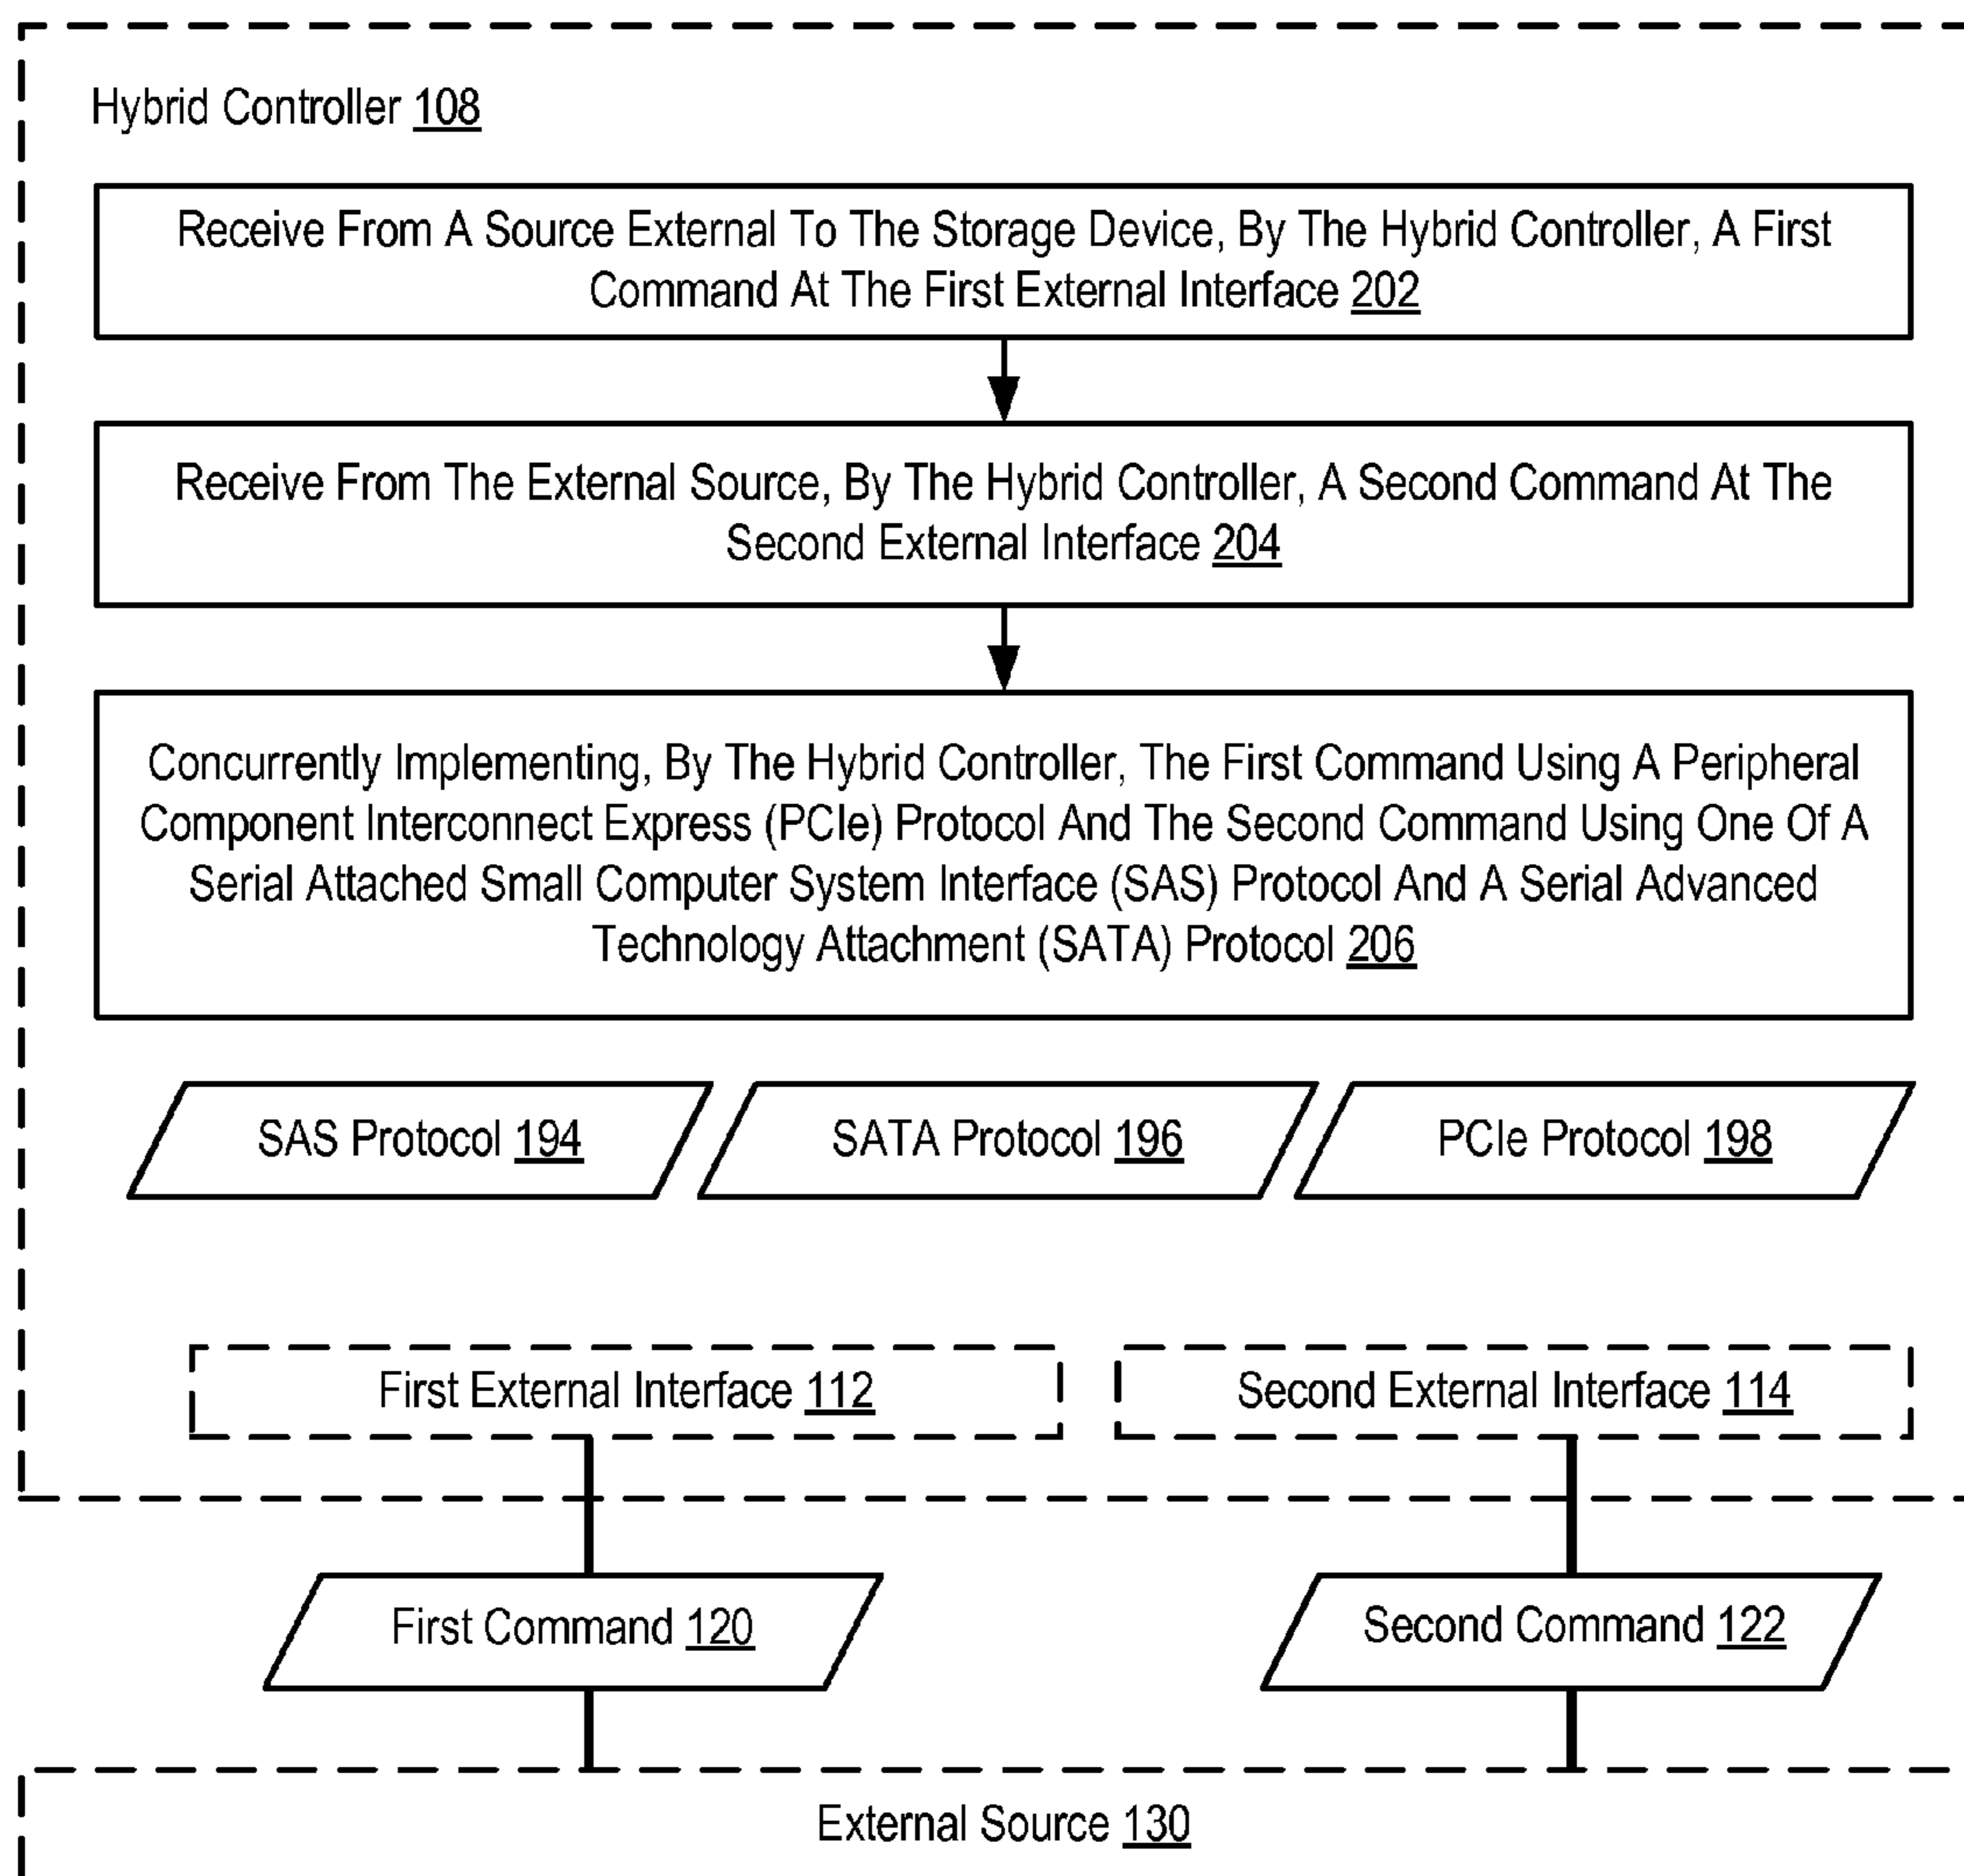 Hybrid Controller 108
Receive From A Source External To The Storage Device, By The Hybrid Controller, A First
Command At The First External Interface 202
Receive From The External Source, By The Hybrid Controller, A Second Command At The
Second External Interface 204
Concurrently Implementing, By The Hybrid Controller, The First Command Using A Peripheral
Component Interconnect Express (PCIe) Protocol And The Second Command Using One Of A
Serial Attached Small Computer System Interface (SAS) Protocol And A Serial Advanced
Technology Attachment (SATA) Protocol 206
SAS Protocol 194
SATA Protocol 196
PCIe Protocol 198
First External Interface 112
Second External Interface 114
First Command 120
Second Command 122
External Source 130